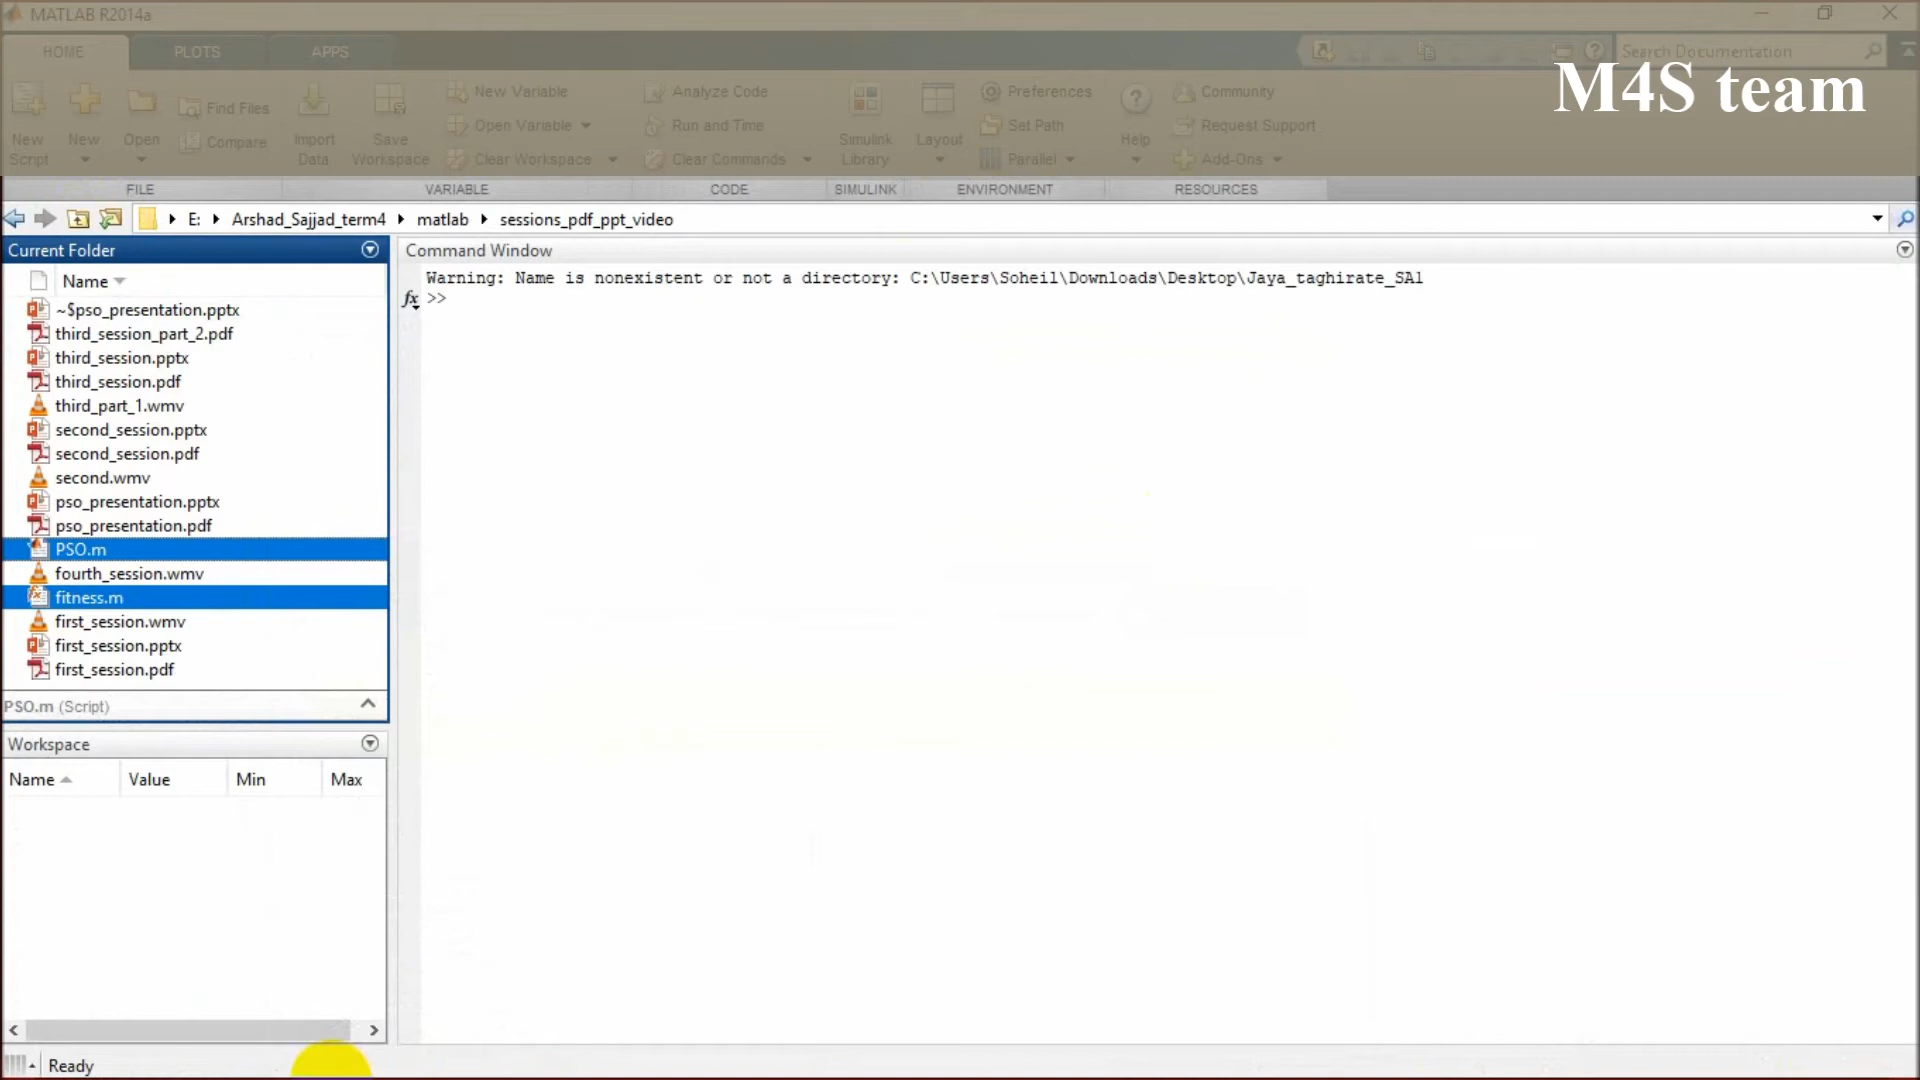 MATLAB R2014a
HOME PLOTS APPS
Search Documentation
M4S team
New Script
New
Open
Find Files
Compare
Import Data
Save Workspace
New Variable
Open Variable
Clear Workspace
Analyze Code
Run and Time
Clear Commands
Simulink Library
Layout
Preferences
Set Path
Parallel
Help
Community
Request Support
Add-Ons
FILE VARIABLE CODE SIMULINK ENVIRONMENT RESOURCES
E: Arshad_Sajjad_term4 matlab sessions_pdf_ppt_video
Current Folder
Name
~$pso_presentation.pptx
third_session_part_2.pdf
third_session.pptx
third_session.pdf
third_part_1.wmv
second_session.pptx
second_session.pdf
second.wmv
pso_presentation.pptx
pso_presentation.pdf
PSO.m
fourth_session.wmv
fitness.m
first_session.wmv
first_session.pptx
first_session.pdf
PSO.m (Script)
Workspace
Name Value Min Max
Command Window
Warning: Name is nonexistent or not a directory: C:\Users\Soheil\Downloads\Desktop\Jaya_taghirate_SA1
fx >>
Ready